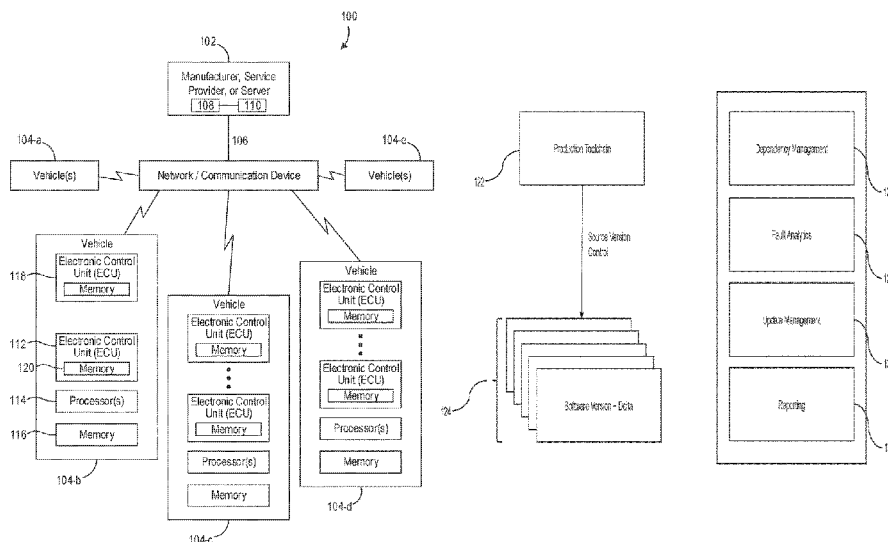 100
102
Manufacturer, Service
Provider, or Server
108
110
106
104-a
104-e
Vehicle(s)
Network / Communication Device
Vehicle(s)
Vehicle
118
Electronic Control
Unit (ECU)
Memory
112
Electronic Control
Unit (ECU)
120
Memory
114
Processor(s)
116
Memory
104-b
Vehicle
Electronic Control
Unit (ECU)
Memory
Electronic Control
Unit (ECU)
Memory
Processor(s)
Memory
104-c
Vehicle
Electronic Control
Unit (ECU)
Memory
Electronic Control
Unit (ECU)
Memory
Processor(s)
Memory
104-d
Production Toolchain
122
Source Version
Control
124
Software Version + Data
Dependency Management
Fault Analytics
Update Management
Reporting